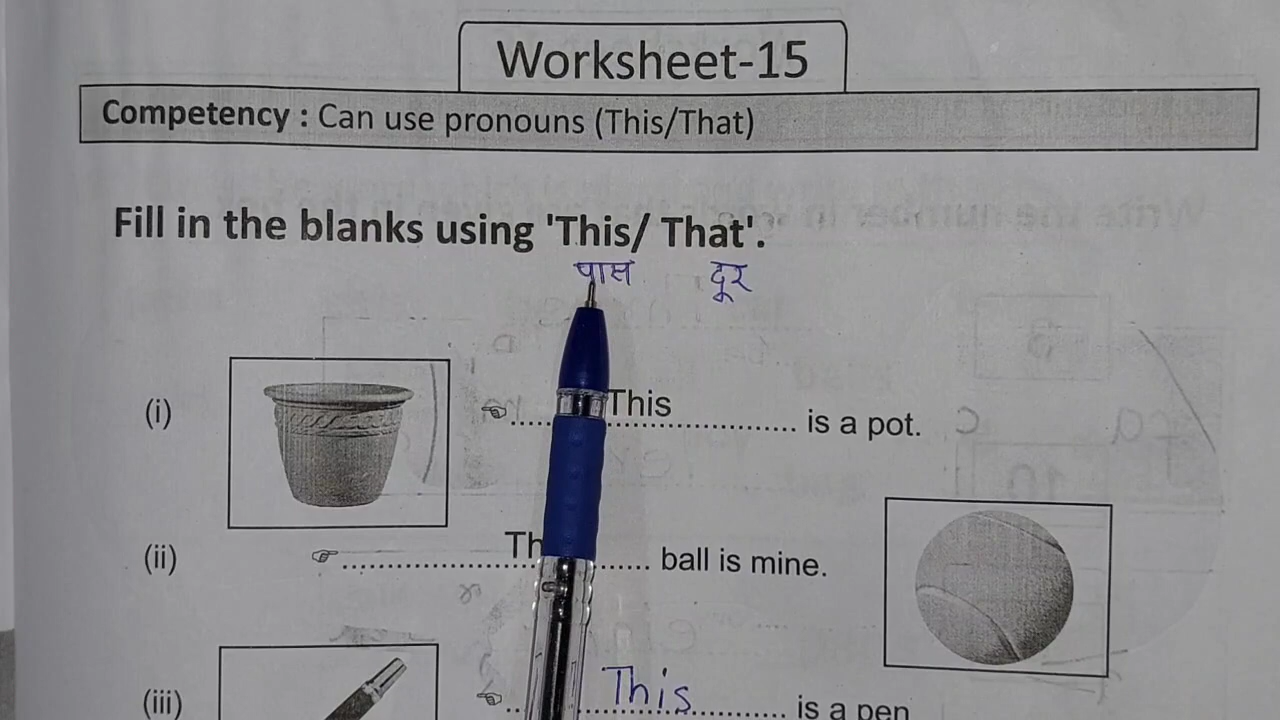 Worksheet-15
Competency : Can use pronouns (This/That)
Fill in the blanks using 'This/ That'.
पास दूर
(i) This is a pot.
(ii) ball is mine.
(iii) This is a pen